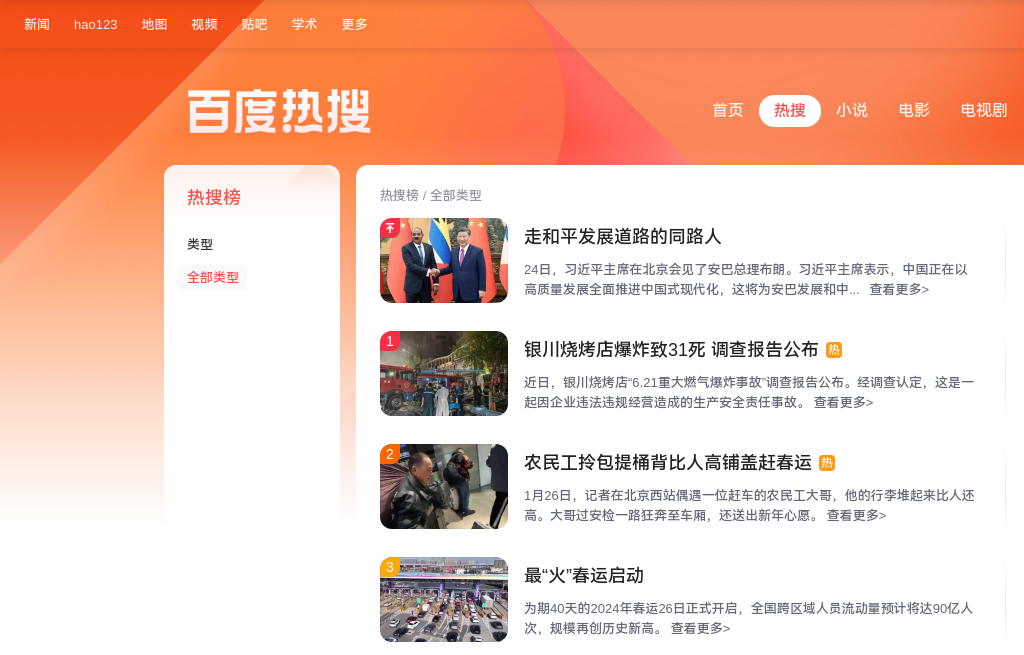 新闻 hao123 地图 视频 贴吧 学术 更多
百度热搜
首页 热搜 小说 电影 电视剧
热搜榜
类型
全部类型
热搜榜 / 全部类型
走和平发展道路的同路人
24日，习近平主席在北京会见了安巴总理布朗。习近平主席表示，中国正在以
高质量发展全面推进中国式现代化，这将为安巴发展和中... 查看更多>
1
银川烧烤店爆炸致31死 调查报告公布 热
近日，银川烧烤店“6.21重大燃气爆炸事故”调查报告公布。经调查认定，这是一
起因企业违法违规经营造成的生产安全责任事故。 查看更多>
2
农民工拎包提桶背比人高铺盖赶春运 热
1月26日，记者在北京西站偶遇一位赶车的农民工大哥，他的行李堆起来比人还
高。大哥过安检一路狂奔至车厢，还送出新年心愿。 查看更多>
3
最“火”春运启动
为期40天的2024年春运26日正式开启，全国跨区域人员流动量预计将达90亿人
次，规模再创历史新高。 查看更多>